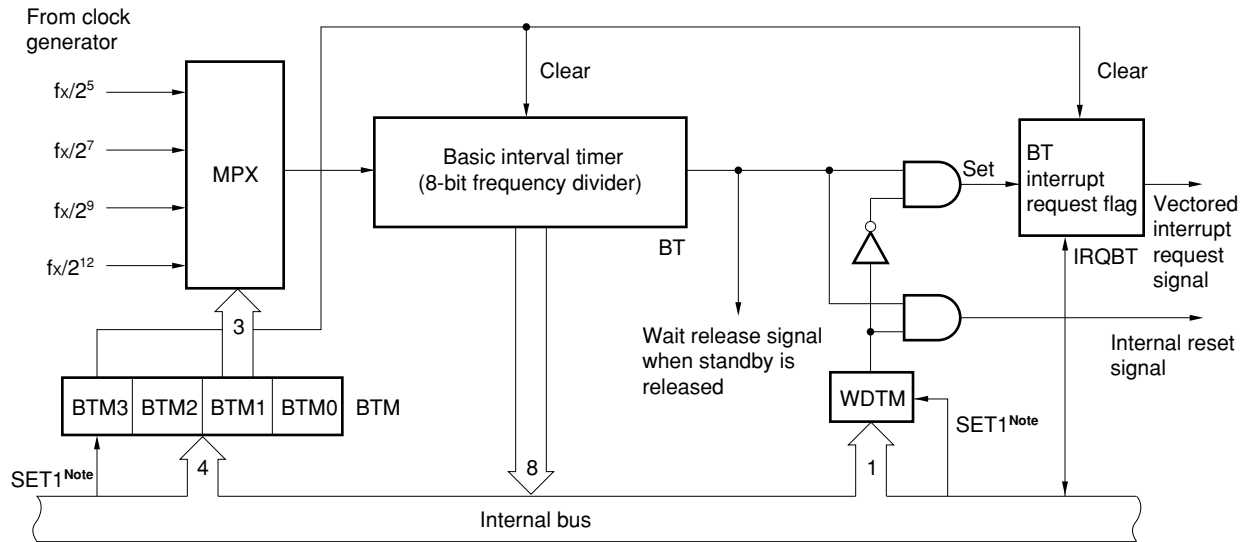 From clock
generator
fx/2⁵
fx/2⁷
fx/2⁹
fx/2¹²
MPX
3
Clear
Basic interval timer
(8-bit frequency divider)
BT
Clear
Set
BT
interrupt
request flag
IRQBT
Vectored
interrupt
request
signal
Wait release signal
when standby is
released
Internal reset
signal
BTM3 BTM2 BTM1 BTM0 BTM
WDTM
SET1Note
4
8
1
SET1Note
Internal bus